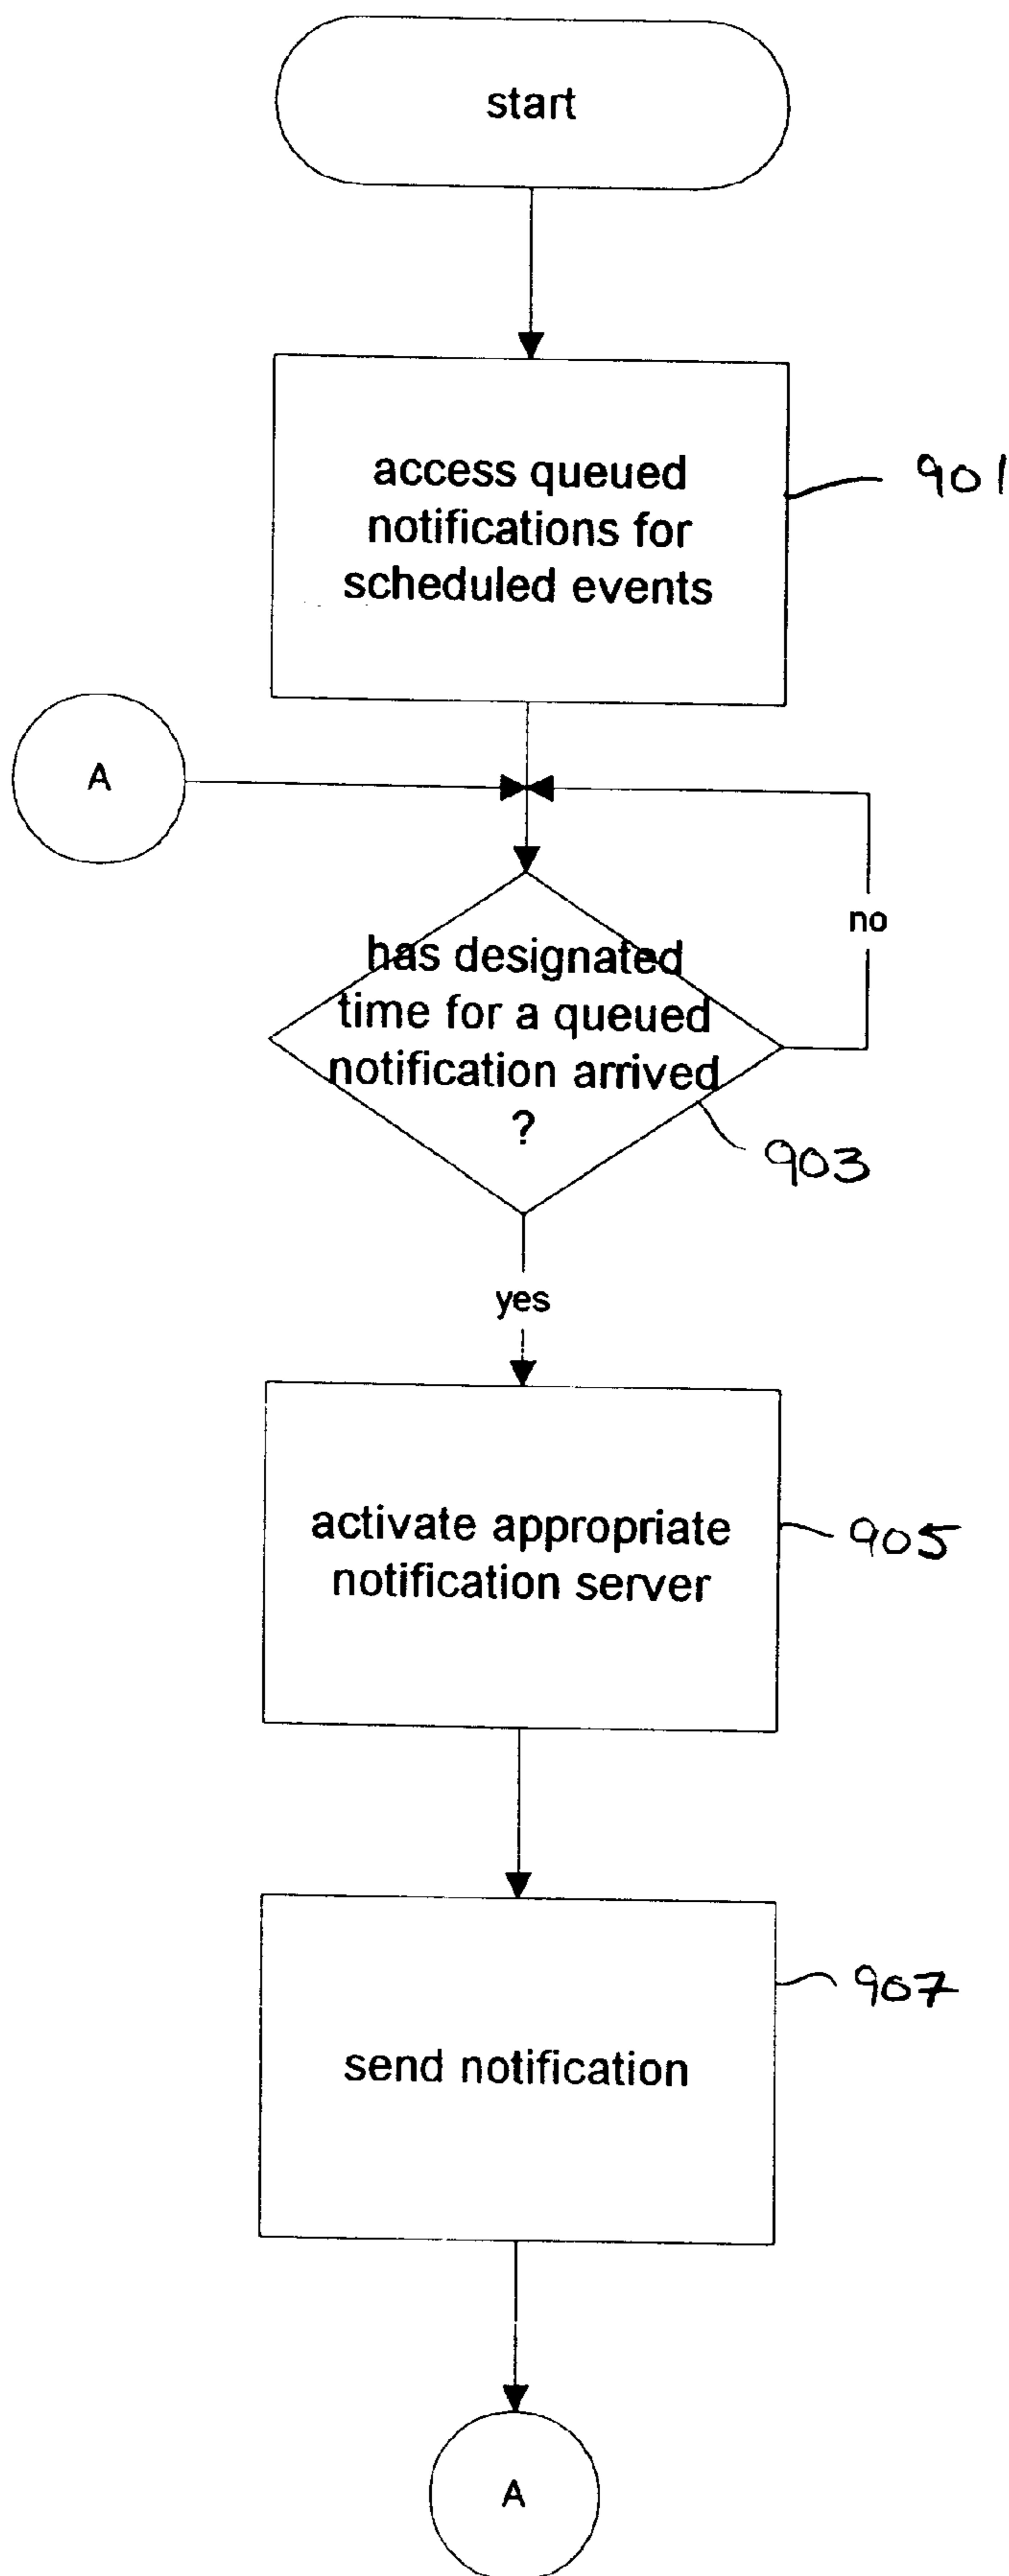 start
access queued
notifications for
scheduled events
901
A
no
has designated
time for a queued
notification arrived
?
903
yes
activate appropriate
notification server
905
send notification
907
A